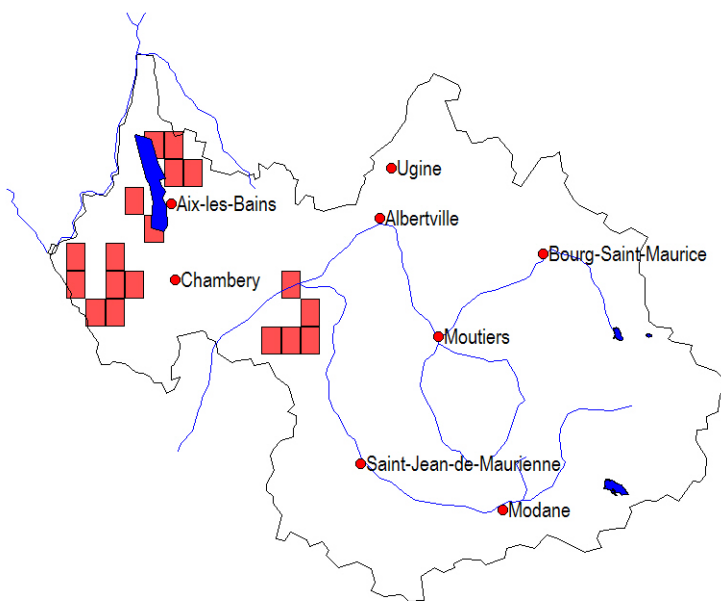 Ugine
Aix-les-Bains
Albertville
Bourg-Saint-Maurice
Chambery
Moutiers
Saint-Jean-de-Maurienne
Modane